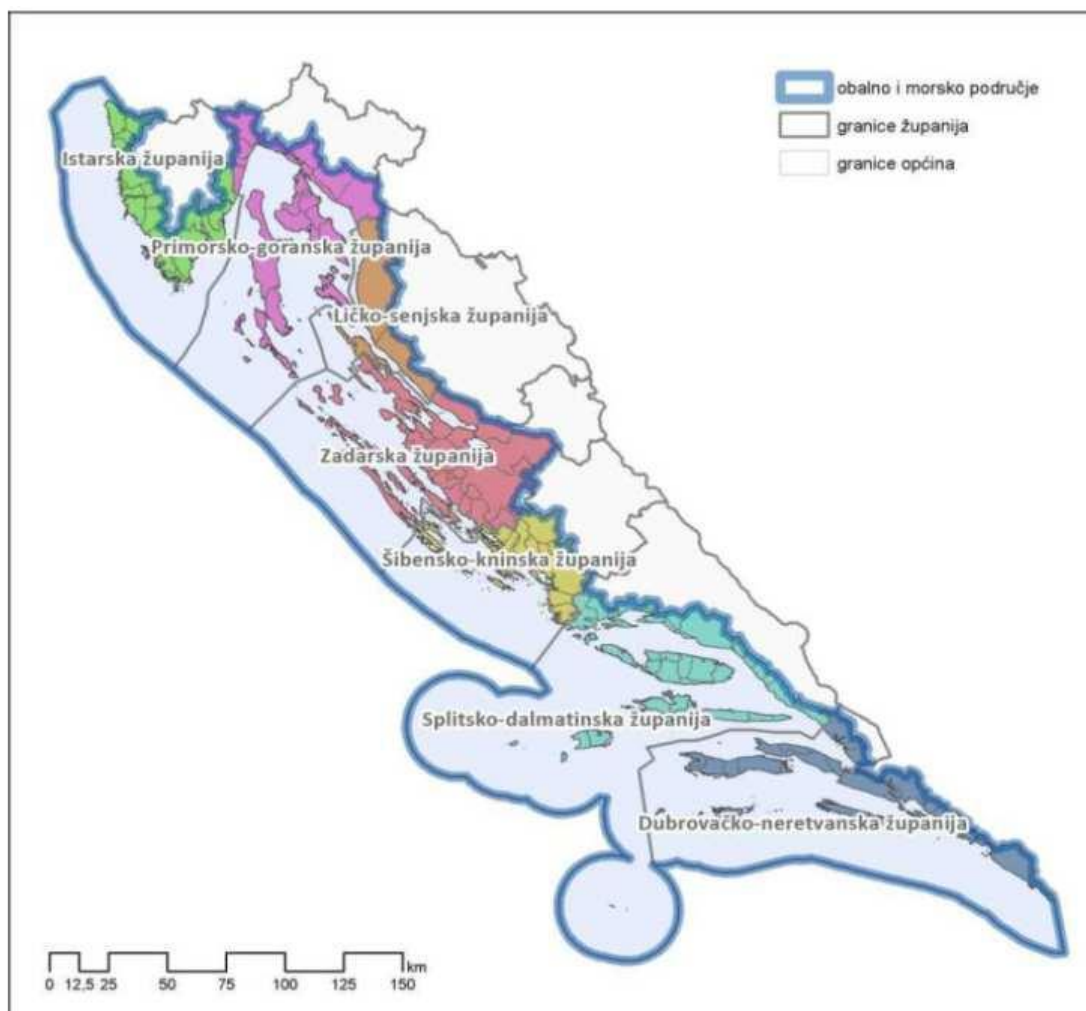 obalno i morsko područje
granice županija
granice općina
Istarska županija
Primorsko-goranska županija
Ličko-senjska županija
Zadarska županija
Šibensko-kninska županija
Splitsko-dalmatinska županija
Dubrovačko-neretvanska županija
km
0 12,5 25 50 75 100 125 150